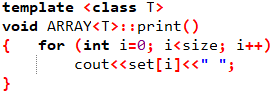 template <class T>
void ARRAY<T>::print()
{   for (int i=0; i<size; i++)
        cout<<set[i]<<" ";
}